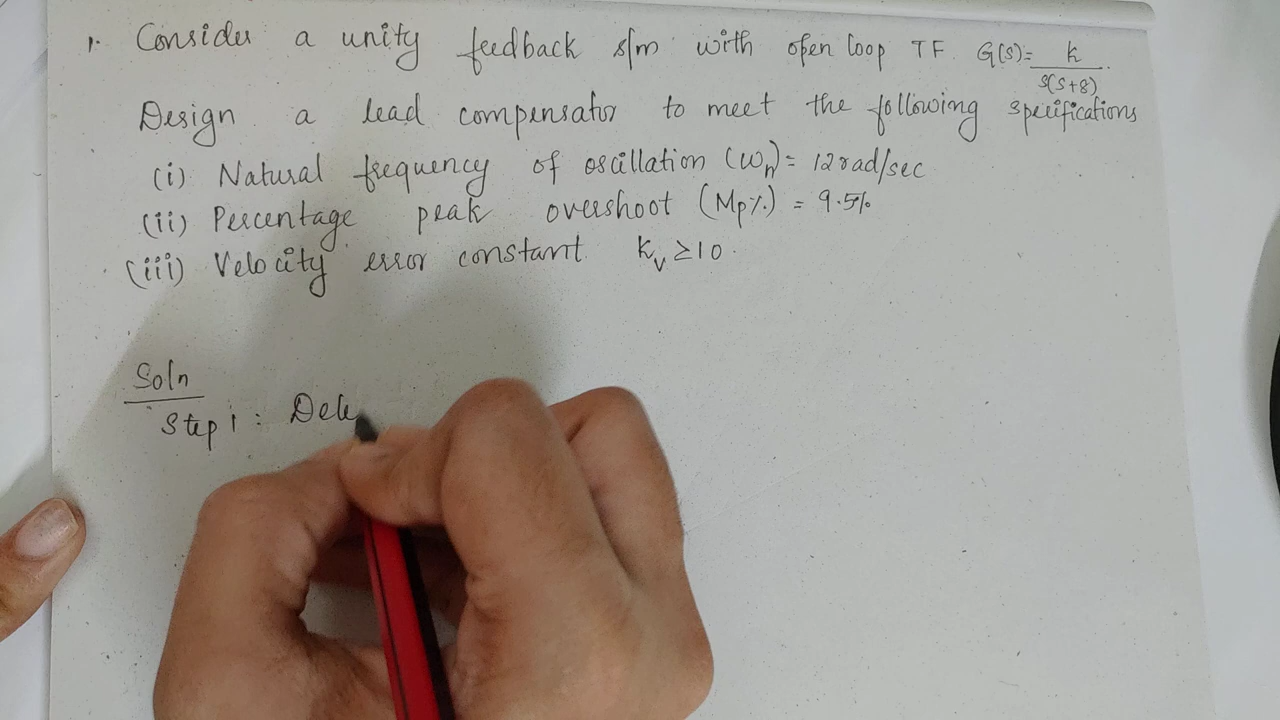 1. Consider a unity feedback s/m with open loop TF G(s)= k/s(s+8).
Design a lead compensator to meet the following specifications
(i) Natural frequency of oscillation (ωn)= 12 rad/sec
(ii) Percentage peak overshoot (Mp%) = 9.5%
(iii) Velocity error constant kv ≥10.
Soln
Step 1: Dete